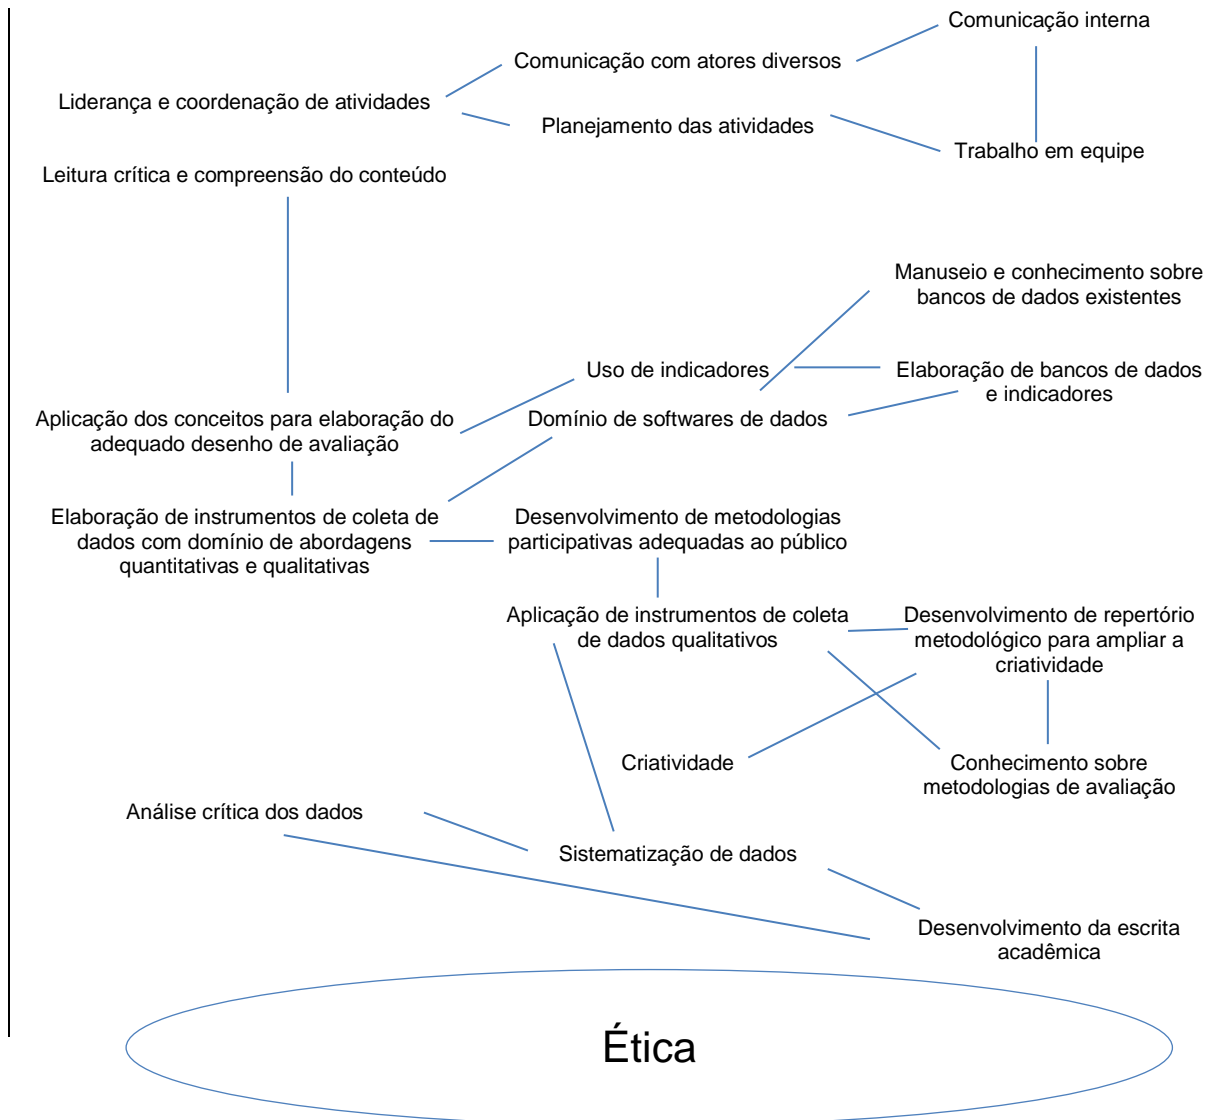 Comunicação interna
Comunicação com atores diversos
Liderança e coordenação de atividades
Planejamento das atividades
Trabalho em equipe
Leitura crítica e compreensão do conteúdo
Manuseio e conhecimento sobre
bancos de dados existentes
Uso de indicadores
Elaboração de bancos de dados
e indicadores
Aplicação dos conceitos para elaboração do
adequado desenho de avaliação
Domínio de softwares de dados
Elaboração de instrumentos de coleta de
dados com domínio de abordagens
quantitativas e qualitativas
Desenvolvimento de metodologias
participativas adequadas ao público
Aplicação de instrumentos de coleta
de dados qualitativos
Desenvolvimento de repertório
metodológico para ampliar a
criatividade
Criatividade
Conhecimento sobre
metodologias de avaliação
Análise crítica dos dados
Sistematização de dados
Desenvolvimento da escrita
acadêmica
Ética